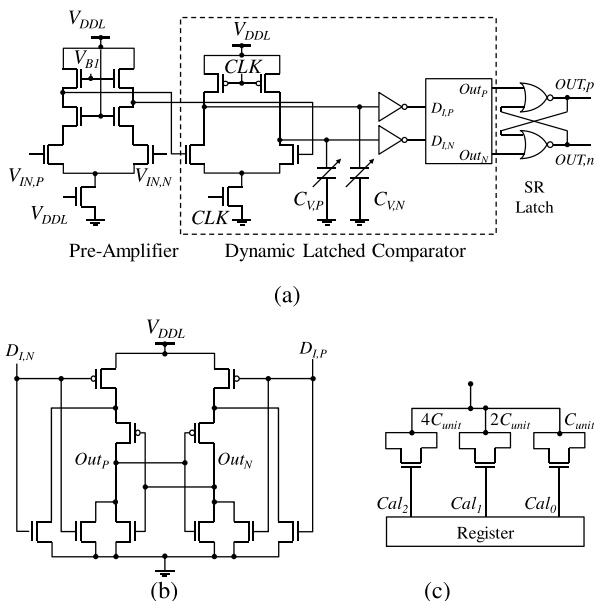 V_DDL
V_DDL
V_B1
CLK
Out_P
OUT,p
D_I,P
D_I,N
Out_N
OUT,n
V_IN,P
V_IN,N
C_V,P
C_V,N
SR
Latch
V_DDL
CLK
Pre-Amplifier
Dynamic Latched Comparator
(a)
V_DDL
D_I,N
D_I,P
4C_unit
2C_unit
C_unit
Out_P
Out_N
Cal_2
Cal_1
Cal_0
Register
(b)
(c)